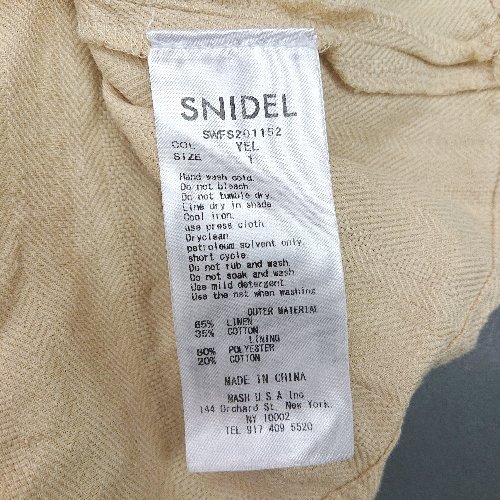 SNIDEL
SWFS201152
COL YEL
SIZE 1
Hand wash cold.
Do not bleach.
Do not tumble dry.
Line dry in shade
Cool iron.
use press cloth
Dryclean
petroleum solvent only.
short cycle.
Do not rub and wash
Do not soak and wash
Use mild detergent
Use the net when washing
OUTER MATERIAL
65% LINEN
35% COTTON
LINING
80% POLYESTER
20% COTTON
MADE IN CHINA
MASH U.S.A Inc
144 Orchard St, New York.
NY 10002
TEL 917 409 5520